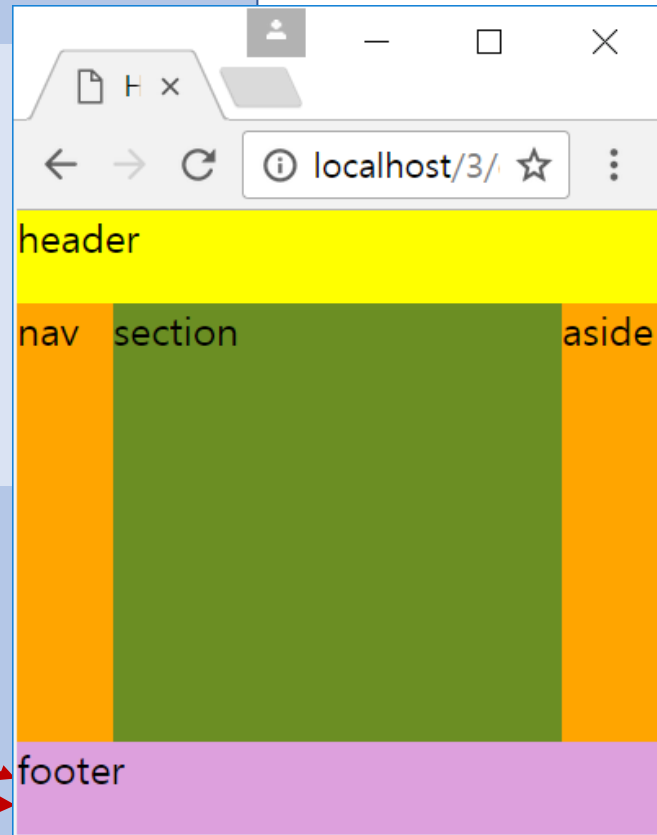 H
localhost/3/
header
nav section aside
footer